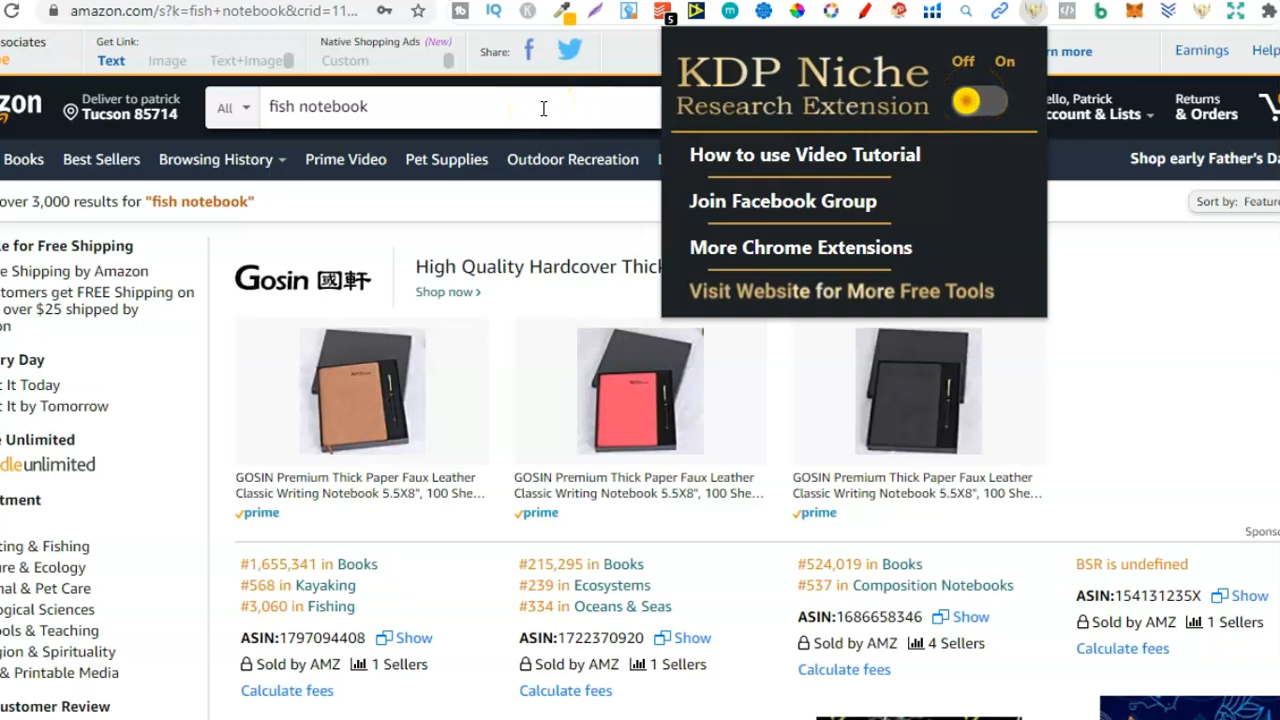 amazon.com/s?k=fish+notebook&crid=11...
IQ
K
5
sociates
Get Link:
Text
Image
Text+Image
Native Shopping Ads (New)
Custom
Share:
rn more
Earnings
Help
KDP Niche
Research Extension
Off On
How to use Video Tutorial
Join Facebook Group
More Chrome Extensions
Visit Website for More Free Tools
zon
Deliver to patrick
Tucson 85714
All
fish notebook
ello, Patrick
ccount & Lists
Returns
& Orders
Books
Best Sellers
Browsing History
Prime Video
Pet Supplies
Outdoor Recreation
Shop early Father's Da
over 3,000 results for "fish notebook"
Sort by: Feature
le for Free Shipping
e Shipping by Amazon
stomers get FREE Shipping on
over $25 shipped by
on
ry Day
t It Today
t It by Tomorrow
e Unlimited
dleunlimited
tment
ting & Fishing
re & Ecology
nal & Pet Care
ogical Sciences
ols & Teaching
gion & Spirituality
& Printable Media
ustomer Review
Gosin 國軒
High Quality Hardcover Thick
Shop now ›
GOSIN Premium Thick Paper Faux Leather
Classic Writing Notebook 5.5X8", 100 She...
prime
GOSIN Premium Thick Paper Faux Leather
Classic Writing Notebook 5.5X8", 100 She...
prime
GOSIN Premium Thick Paper Faux Leather
Classic Writing Notebook 5.5X8", 100 She...
prime
Sponso
#1,655,341 in Books
#568 in Kayaking
#3,060 in Fishing
ASIN:1797094408 Show
Sold by AMZ 1 Sellers
Calculate fees
#215,295 in Books
#239 in Ecosystems
#334 in Oceans & Seas
ASIN:1722370920 Show
Sold by AMZ 1 Sellers
Calculate fees
#524,019 in Books
#537 in Composition Notebooks
ASIN:1686658346 Show
Sold by AMZ 4 Sellers
Calculate fees
BSR is undefined
ASIN:154131235X Show
Sold by AMZ 1 Sellers
Calculate fees